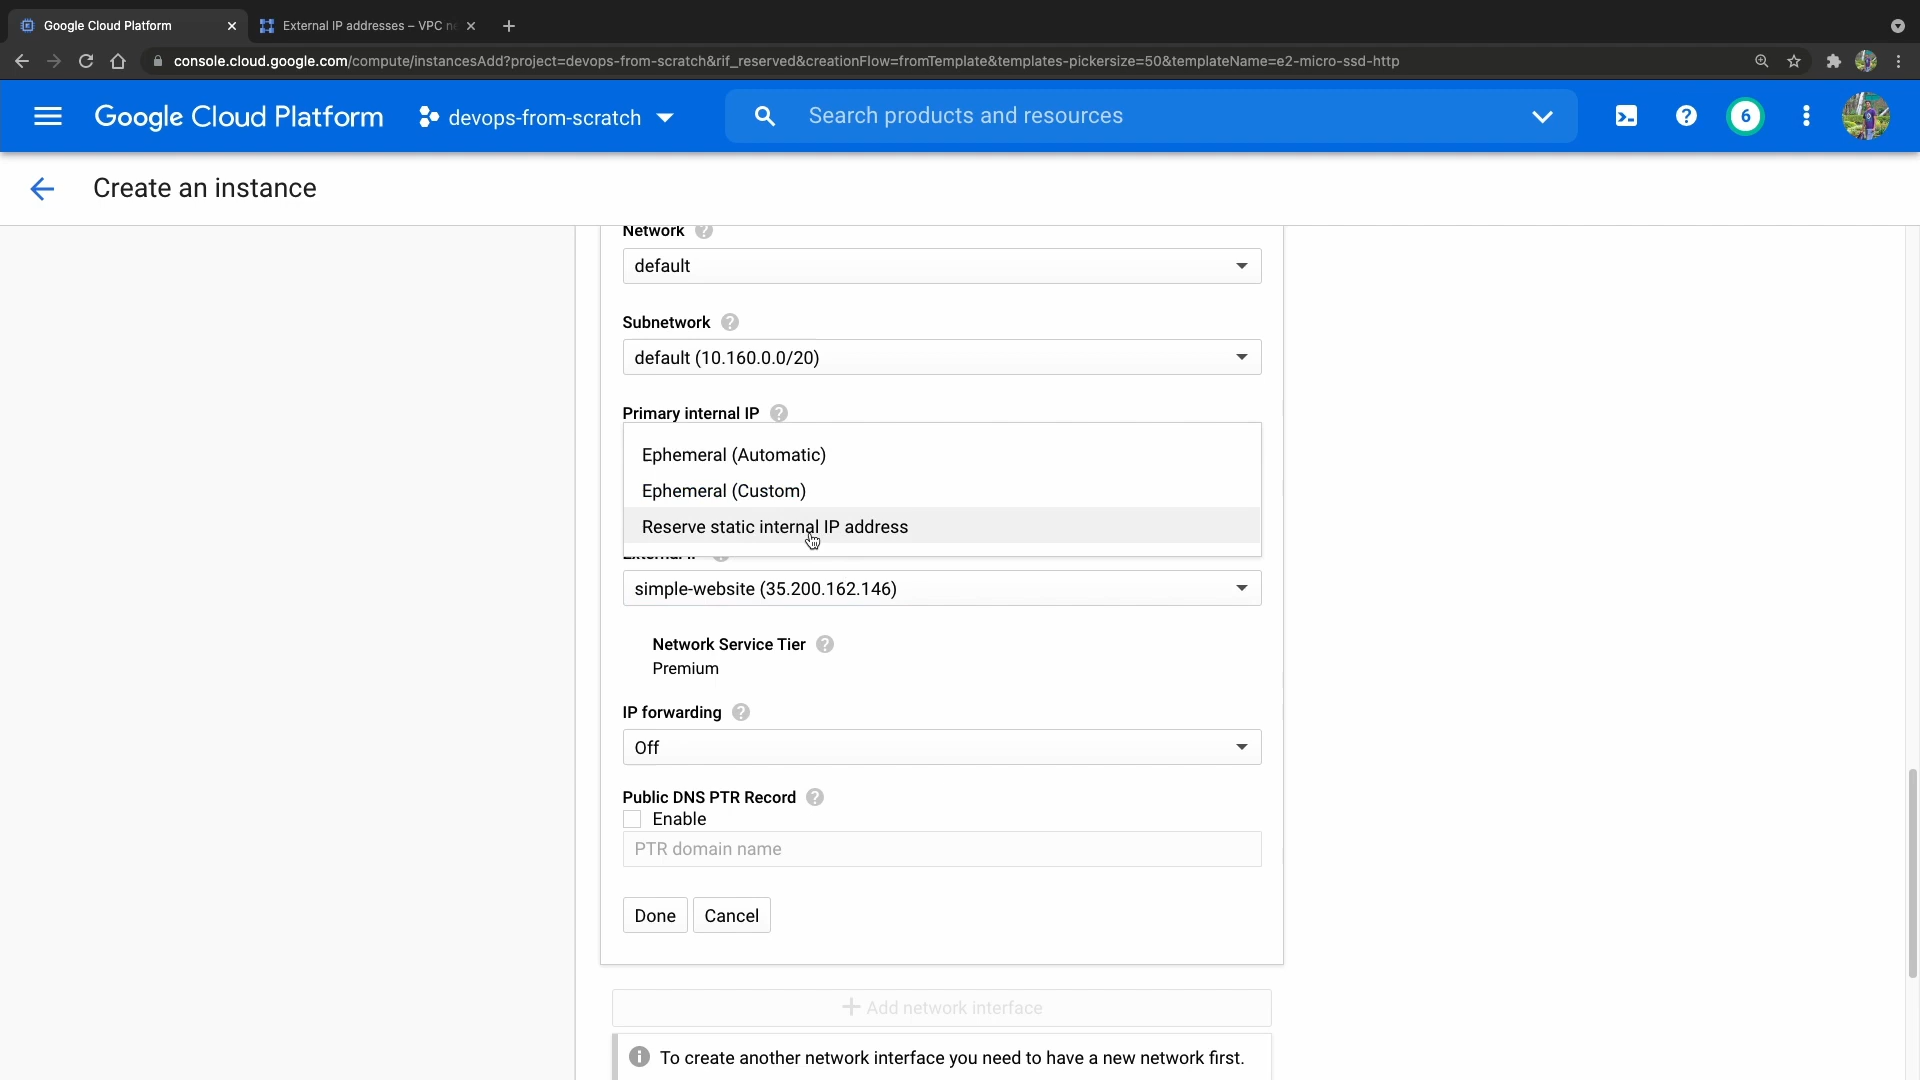 Google Cloud Platform
External IP addresses – VPC ne
console.cloud.google.com/compute/instancesAdd?project=devops-from-scratch&rif_reserved&creationFlow=fromTemplate&templates-pickersize=50&templateName=e2-micro-ssd-http
Google Cloud Platform
devops-from-scratch
Search products and resources
6
Create an instance
Network
default
Subnetwork
default (10.160.0.0/20)
Primary internal IP
Ephemeral (Automatic)
Ephemeral (Custom)
Reserve static internal IP address
simple-website (35.200.162.146)
Network Service Tier
Premium
IP forwarding
Off
Public DNS PTR Record
Enable
PTR domain name
Done
Cancel
Add network interface
To create another network interface you need to have a new network first.